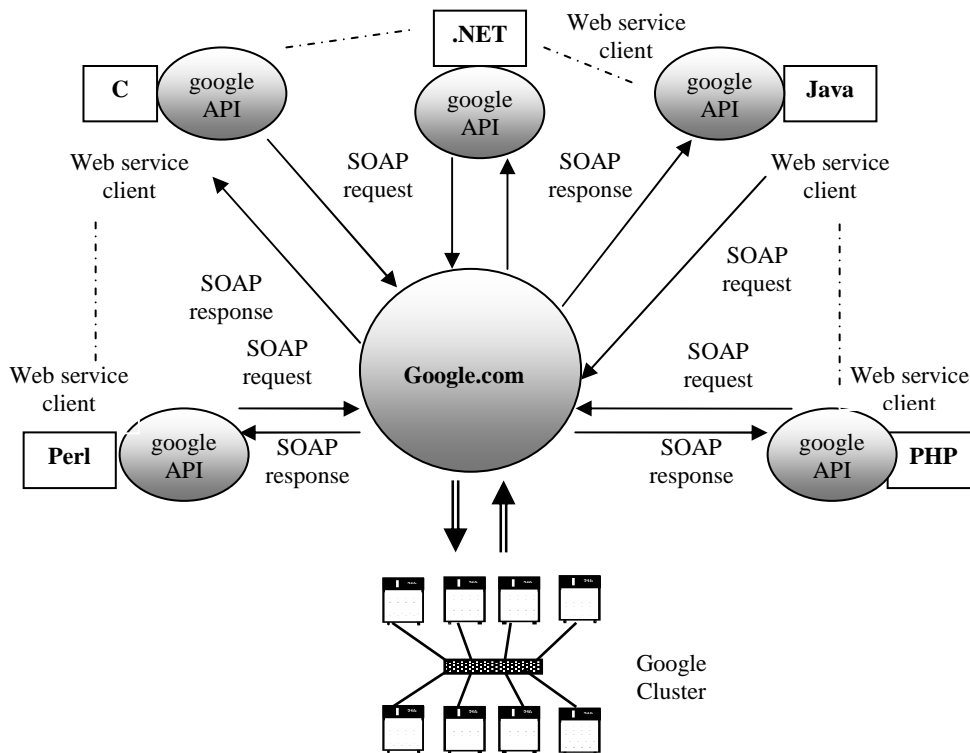 .NET
Web service
client
C
google
API
google
API
google
API
Java
Web service
client
SOAP
request
SOAP
response
Web service
client
SOAP
response
SOAP
request
Web service
client
SOAP
request
Google.com
SOAP
request
Web service
client
Perl
google
API
SOAP
response
SOAP
response
google
API
PHP
Google
Cluster